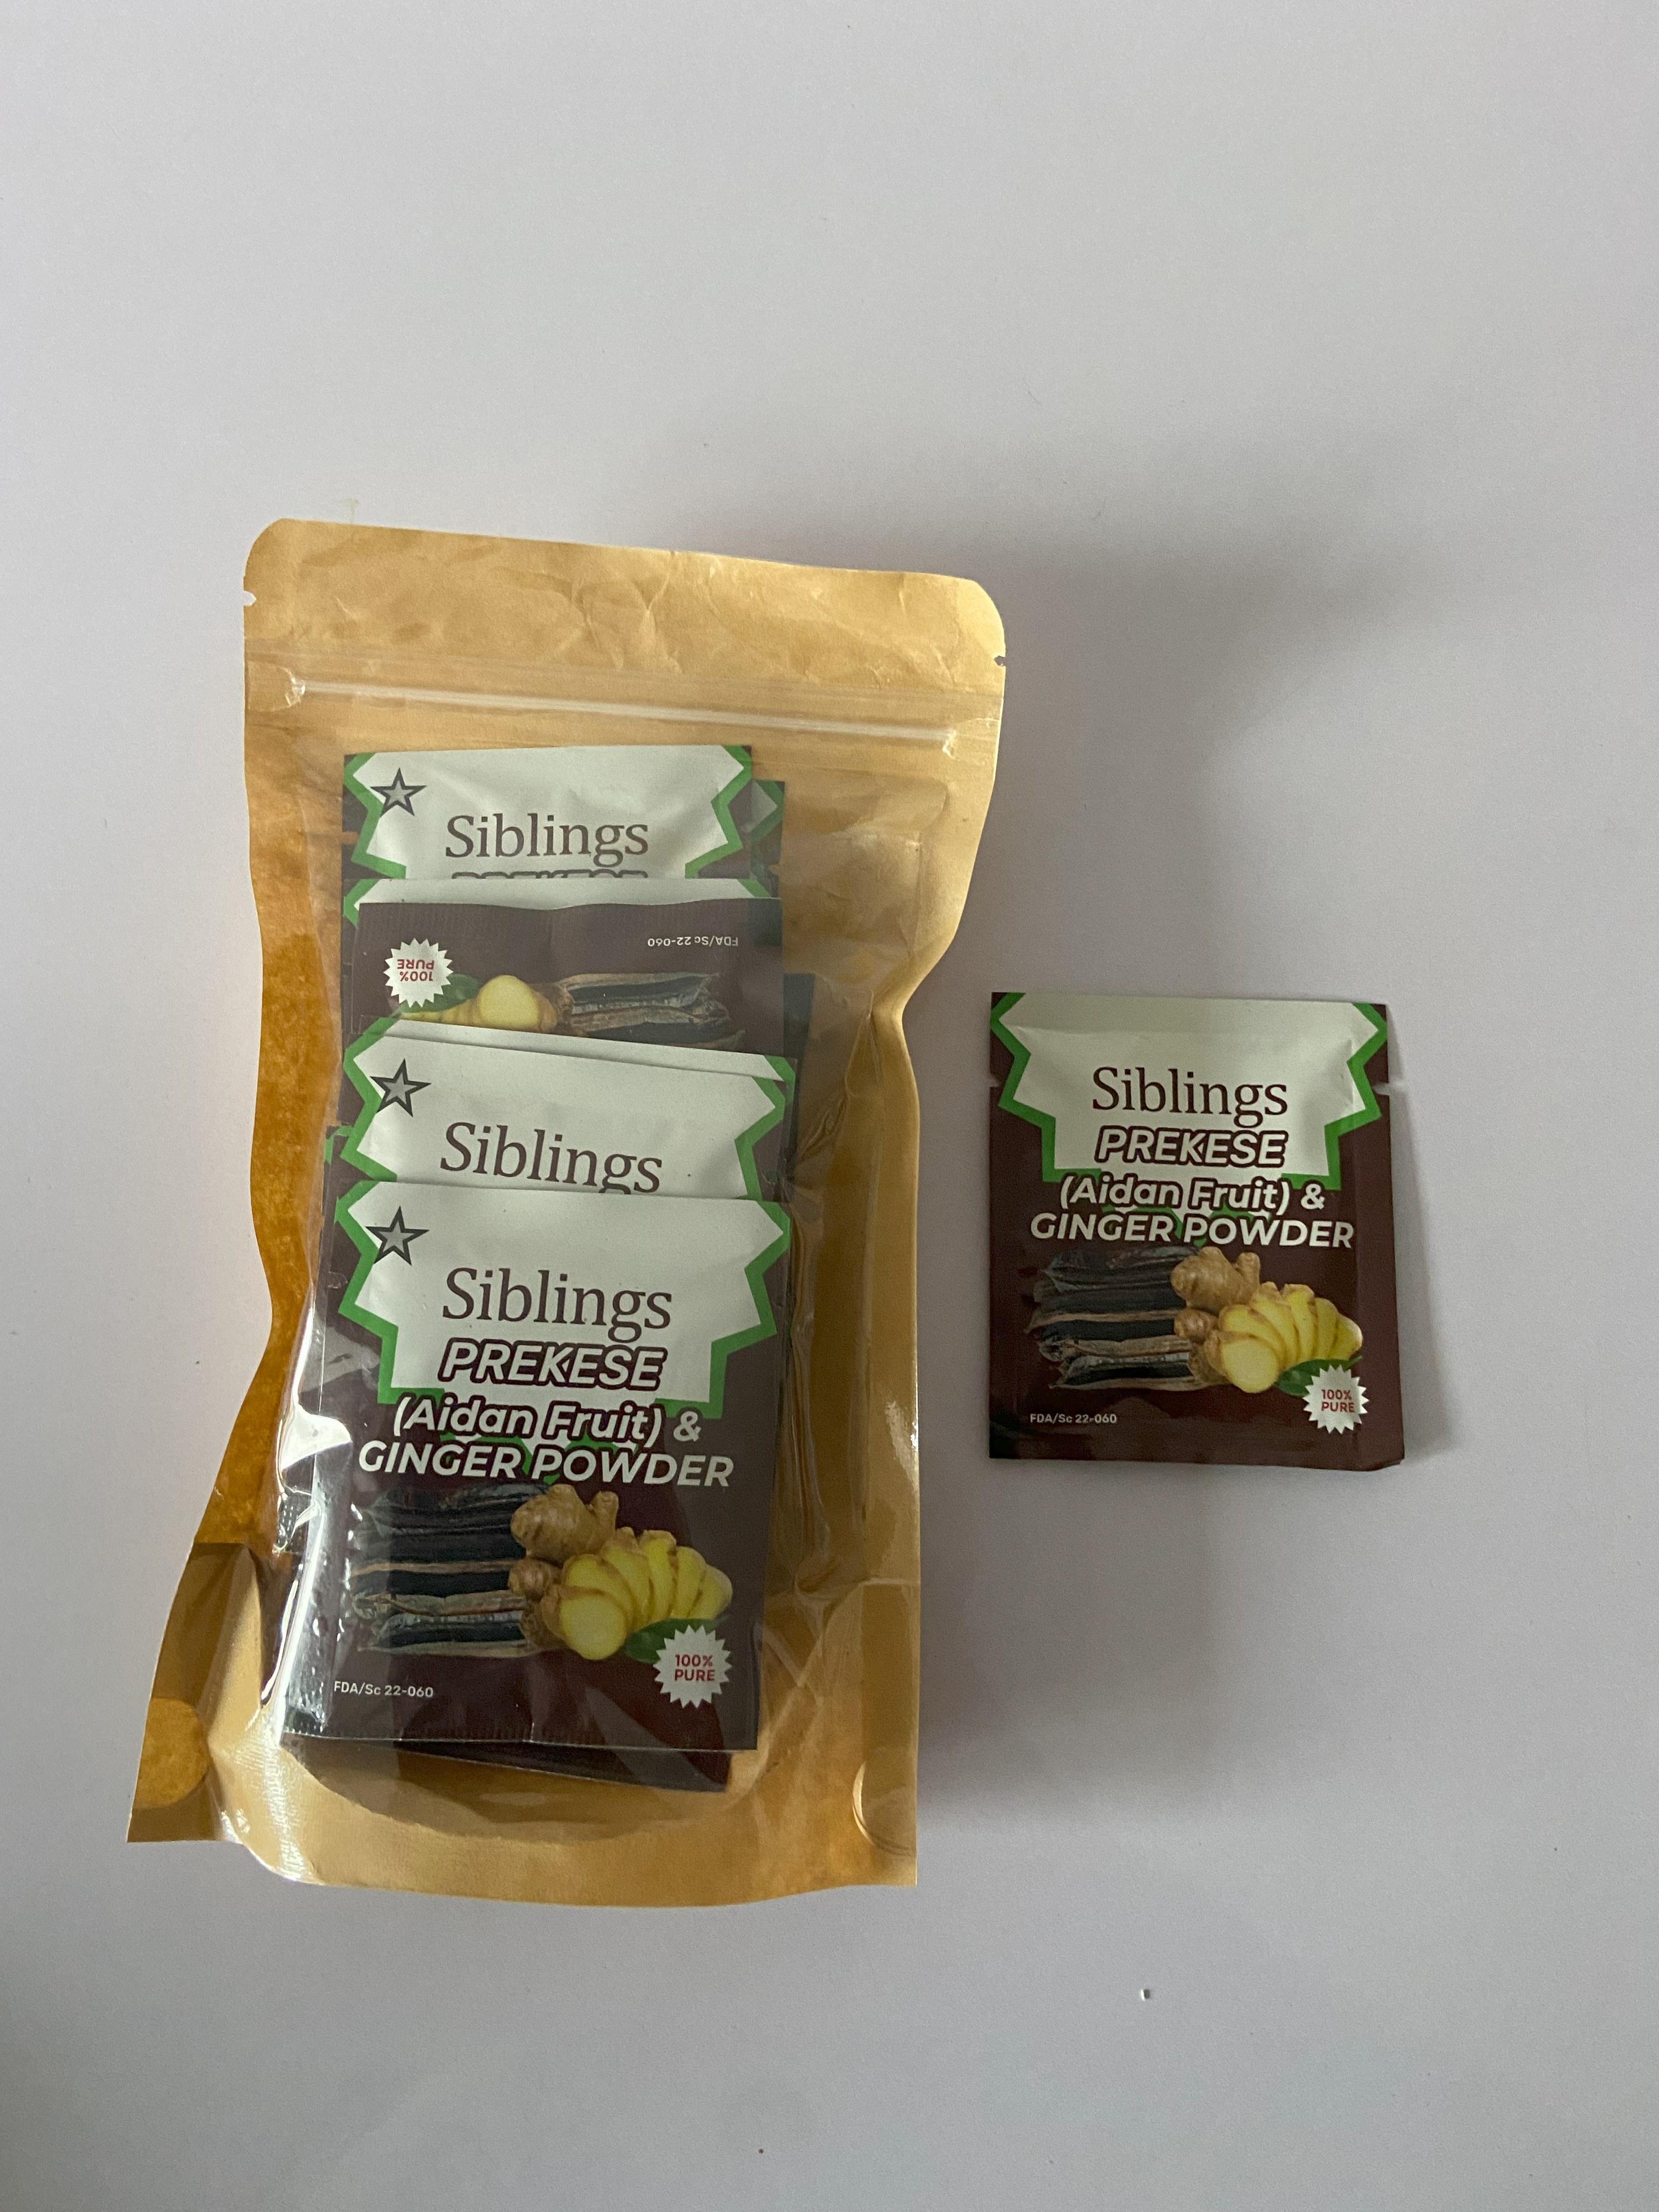 Siblings
PREKESE
FDA/Sc 22-060
100%
PURE
Siblings
Siblings
PREKESE
(Aidan Fruit) &
GINGER POWDER
100%
PURE
FDA/Sc 22-060
Siblings
PREKESE
(Aidan Fruit) &
GINGER POWDER
100%
PURE
FDA/Sc 22-060